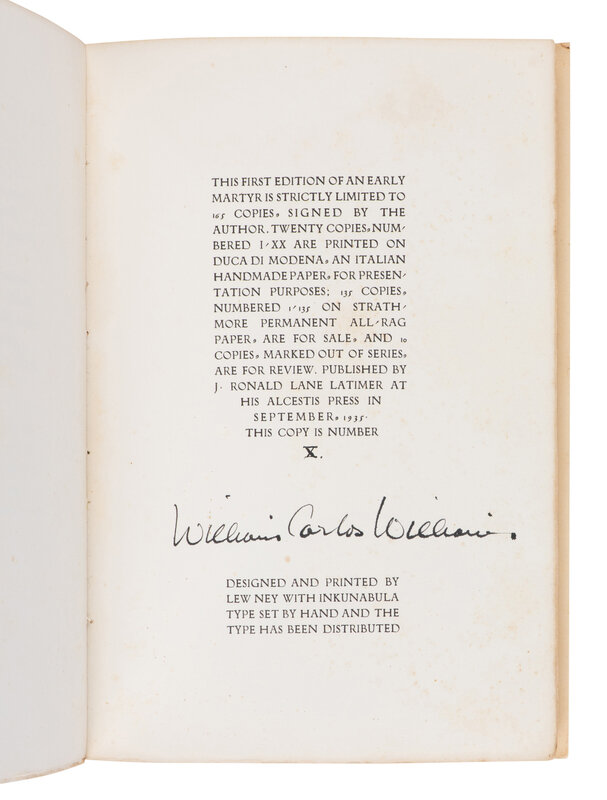 THIS FIRST EDITION OF AN EARLY
MARTYR IS STRICTLY LIMITED TO
165 COPIES, SIGNED BY THE
AUTHOR. TWENTY COPIES, NUM-
BERED I-XX ARE PRINTED ON
DUCA DI MODENA, AN ITALIAN
HANDMADE PAPER, FOR PRESEN-
TATION PURPOSES; 135 COPIES,
NUMBERED 1-135 ON STRATH-
MORE PERMANENT ALL-RAG
PAPER, ARE FOR SALE, AND 10
COPIES, MARKED OUT OF SERIES,
ARE FOR REVIEW. PUBLISHED BY
J. RONALD LANE LATIMER AT
HIS ALCESTIS PRESS IN
SEPTEMBER, 1935.
THIS COPY IS NUMBER
X.
William Carlos Williams.
DESIGNED AND PRINTED BY
LEW NEY WITH INKUNABULA
TYPE SET BY HAND AND THE
TYPE HAS BEEN DISTRIBUTED